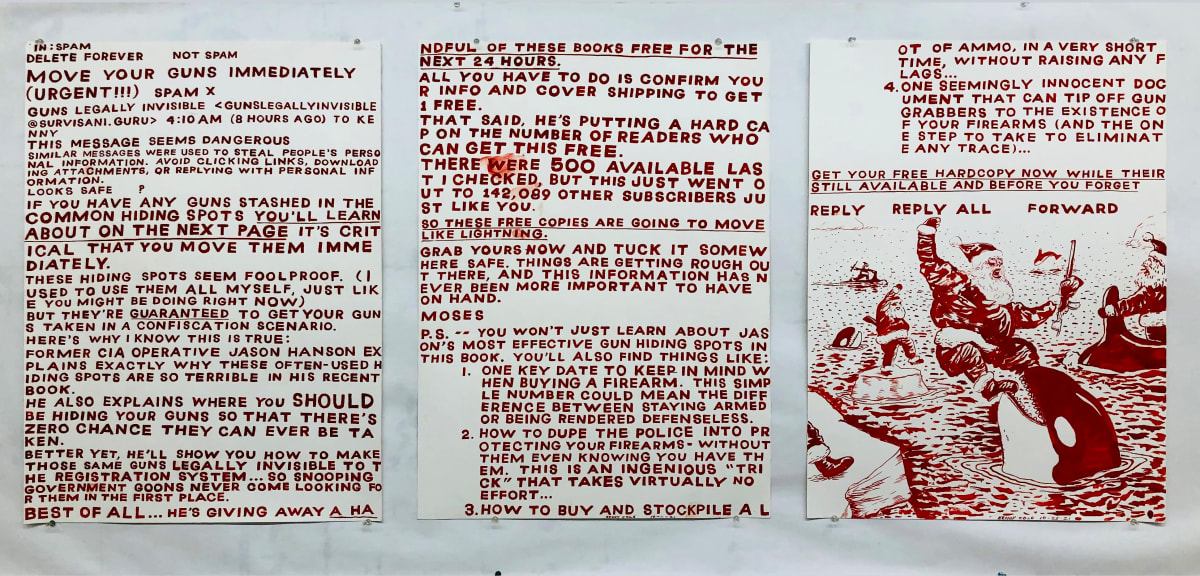 IN: SPAM
DELETE FOREVER NOT SPAM
MOVE YOUR GUNS IMMEDIATELY
(URGENT!!!) SPAM X
GUNS LEGALLY INVISIBLE <GUNSLEGALLYINVISIBLE
@SURVISANI.GURU> 4:10 AM (8 HOURS AGO) TO KE
NNY
THIS MESSAGE SEEMS DANGEROUS
SIMILAR MESSAGES WERE USED TO STEAL PEOPLE'S PERSO
NAL INFORMATION. AVOID CLICKING LINKS, DOWNLOAD
ING ATTACHMENTS, OR REPLYING WITH PERSONAL INF
ORMATION.
LOOKS SAFE ?
IF YOU HAVE ANY GUNS STASHED IN THE
COMMON HIDING SPOTS YOU'LL LEARN
ABOUT ON THE NEXT PAGE IT'S CRIT
ICAL THAT YOU MOVE THEM IMME
DIATELY.
THESE HIDING SPOTS SEEM FOOLPROOF. (I
USED TO USE THEM ALL MYSELF, JUST LIK
E YOU MIGHT BE DOING RIGHT NOW)
BUT THEY'RE GUARANTEED TO GET YOUR GUN
S TAKEN IN A CONFISCATION SCENARIO.
HERE'S WHY I KNOW THIS IS TRUE:
FORMER CIA OPERATIVE JASON HANSON EX
PLAINS EXACTLY WHY THESE OFTEN-USED H
IDING SPOTS ARE SO TERRIBLE IN HIS RECENT
BOOK.
HE ALSO EXPLAINS WHERE YOU SHOULD
BE HIDING YOUR GUNS SO THAT THERE'S
ZERO CHANCE THEY CAN EVER BE TA
KEN.
BETTER YET, HE'LL SHOW YOU HOW TO MAKE
THOSE SAME GUNS LEGALLY INVISIBLE TO T
HE REGISTRATION SYSTEM... SO SNOOPING
GOVERNMENT GOONS NEVER COME LOOKING FO
R THEM IN THE FIRST PLACE.
BEST OF ALL... HE'S GIVING AWAY A HA
NDFUL OF THESE BOOKS FREE FOR THE
NEXT 24 HOURS.
ALL YOU HAVE TO DO IS CONFIRM YOU
R INFO AND COVER SHIPPING TO GET
1 FREE.
THAT SAID, HE'S PUTTING A HARD CA
P ON THE NUMBER OF READERS WHO
CAN GET THIS FREE.
THERE WERE 500 AVAILABLE LAS
T I CHECKED, BUT THIS JUST WENT O
UT TO 142,089 OTHER SUBSCRIBERS JU
ST LIKE YOU.
SO THESE FREE COPIES ARE GOING TO MOVE
LIKE LIGHTNING.
GRAB YOURS NOW AND TUCK IT SOMEW
HERE SAFE. THINGS ARE GETTING ROUGH OU
T THERE, AND THIS INFORMATION HAS N
EVER BEEN MORE IMPORTANT TO HAVE
ON HAND.
MOSES
P.S. -- YOU WON'T JUST LEARN ABOUT JAS
ON'S MOST EFFECTIVE GUN HIDING SPOTS IN
THIS BOOK. YOU'LL ALSO FIND THINGS LIKE:
1. ONE KEY DATE TO KEEP IN MIND W
HEN BUYING A FIREARM. THIS SIMP
LE NUMBER COULD MEAN THE DIFF
ERENCE BETWEEN STAYING ARMED
OR BEING RENDERED DEFENSELESS.
2. HOW TO DUPE THE POLICE INTO PR
OTECTING YOUR FIREARMS- WITHOUT
THEM EVEN KNOWING YOU HAVE TH
EM. THIS IS AN INGENIOUS "TRI
CK" THAT TAKES VIRTUALLY NO
EFFORT...
3. HOW TO BUY AND STOCKPILE A L
OT OF AMMO, IN A VERY SHORT
TIME, WITHOUT RAISING ANY F
LAGS...
4. ONE SEEMINGLY INNOCENT DOC
UMENT THAT CAN TIP OFF GUN
GRABBERS TO THE EXISTENCE O
F YOUR FIREARMS (AND THE ON
E STEP TO TAKE TO ELIMINAT
E ANY TRACE)...
GET YOUR FREE HARDCOPY NOW WHILE THEIR
STILL AVAILABLE AND BEFORE YOU FORGET
REPLY REPLY ALL FORWARD